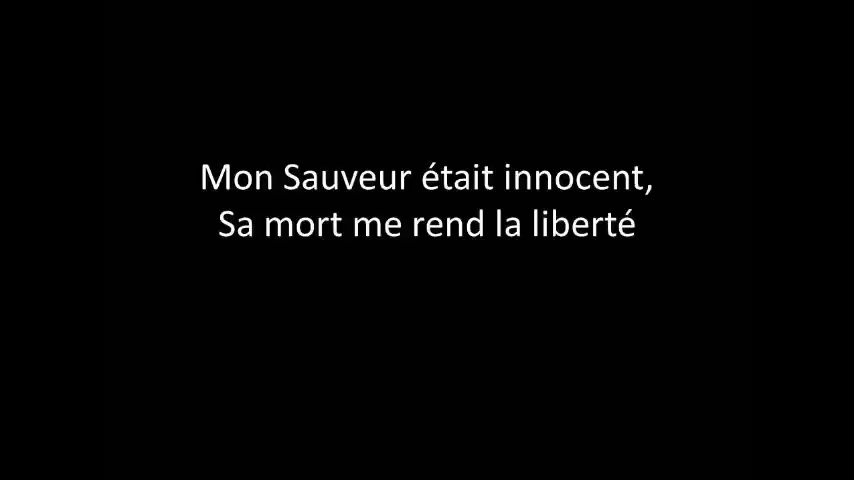 Mon Sauveur était innocent,
Sa mort me rend la liberté